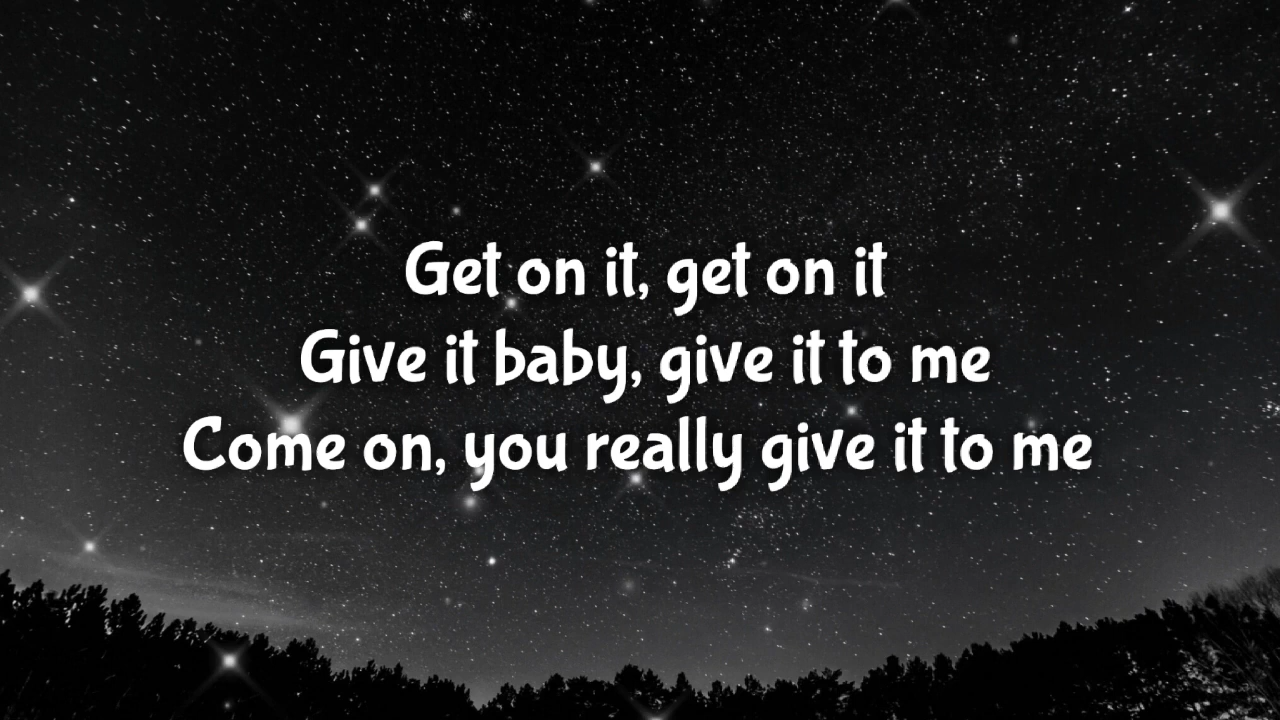 Get on it, get on it
Give it baby, give it to me
Come on, you really give it to me